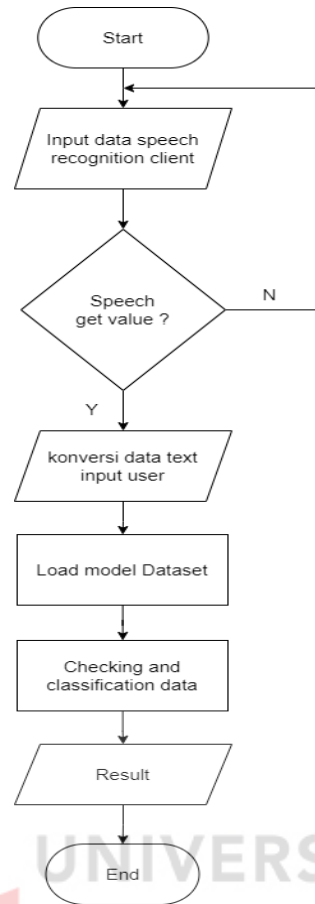 Start
Input data speech
recognition client
Speech
get value ?
N
Y
konversi data text
input user
Load model Dataset
Checking and
classification data
Result
UNIVERS
End